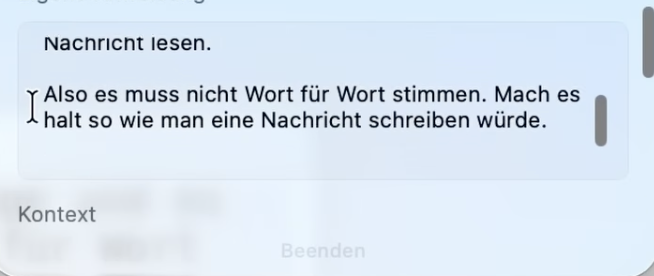 Nachricht lesen.
Also es muss nicht Wort für Wort stimmen. Mach es
halt so wie man eine Nachricht schreiben würde.
Kontext
Beenden